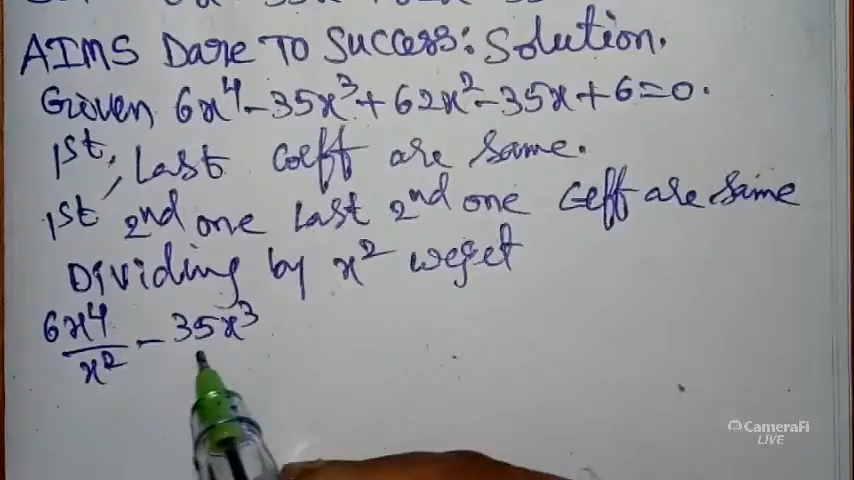 AIMS Dare To Success: Solution.
Given 6x⁴-35x³+62x²-35x+6=0.
1st, Last Coeff are same.
1st 2nd one Last 2nd one Coeff are same
Dividing by x² we get
6x⁴/x² - 35x³
CameraFi
LIVE